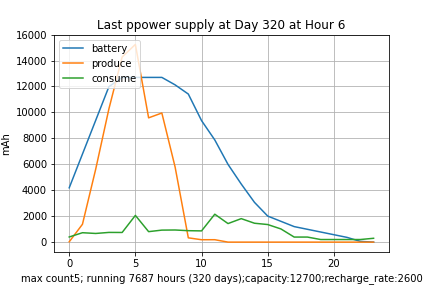 Last ppower supply at Day 320 at Hour 6
16000
14000
12000
10000
8000
6000
4000
2000
0
mAh
battery
produce
consume
0 5 10 15 20
max count5; running 7687 hours (320 days);capacity:12700;recharge_rate:2600